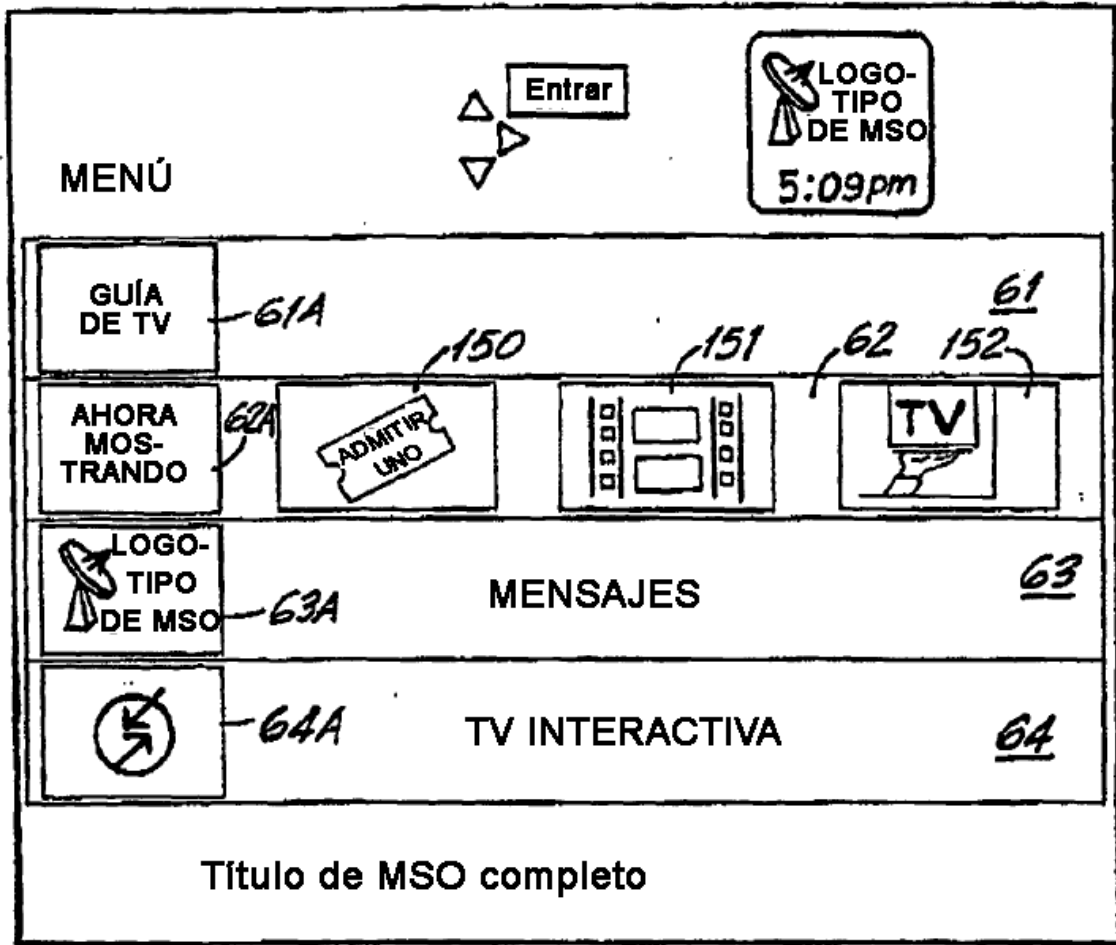 Entrar
LOGO-
TIPO
DE MSO
5:09pm
MENÚ
GUÍA
DE TV
61A
61
150
151
62
152
AHORA
MOS-
TRANDO
62A
ADMITIR
UNO
TV
LOGO-
TIPO
DE MSO
63A
MENSAJES
63
64A
TV INTERACTIVA
64
Título de MSO completo